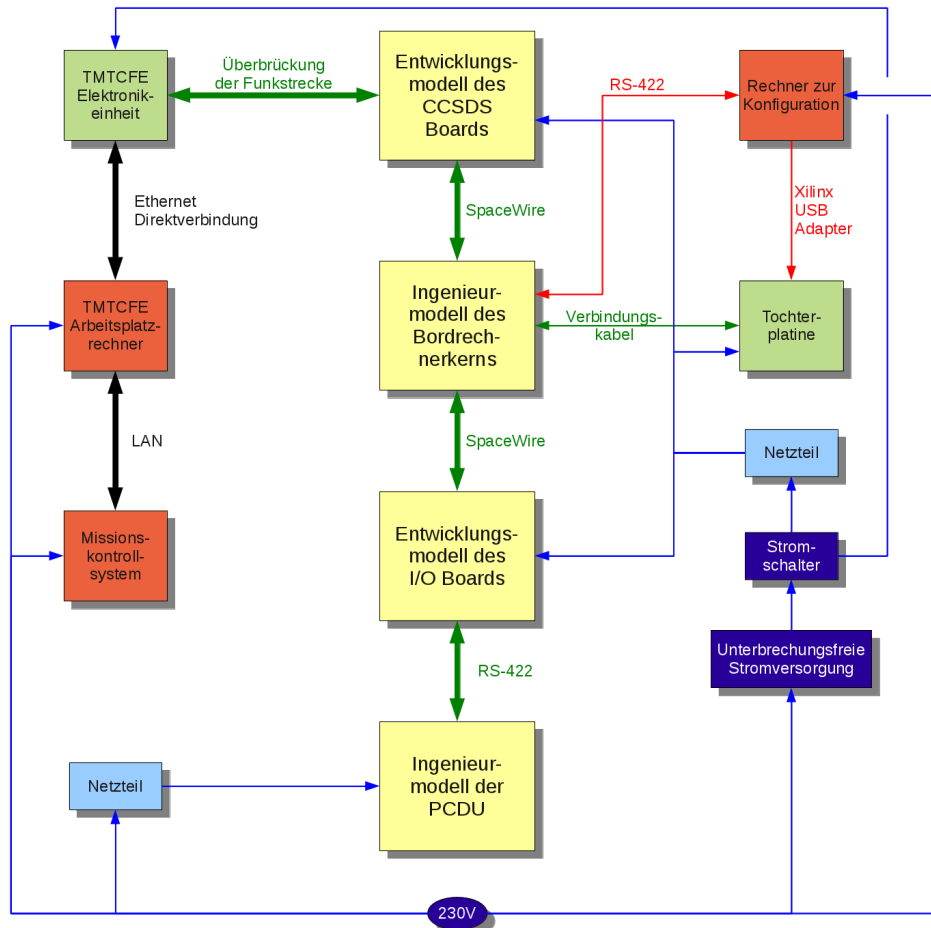 TMTCFE
Elektronik-
einheit
Überbrückung
der Funkstrecke
Entwicklungs-
modell des
CCSDS
Boards
RS-422
Rechner zur
Konfiguration
Ethernet
Direktverbindung
SpaceWire
Xilinx
USB
Adapter
TMTCFE
Arbeitsplatz-
rechner
Ingenieur-
modell des
Bordrech-
nerkerns
Verbindungs-
kabel
Tochter-
platine
LAN
SpaceWire
Netzteil
Missions-
kontroll-
system
Entwicklungs-
modell des
I/O Boards
Strom-
schalter
RS-422
Unterbrechungsfreie
Stromversorgung
Netzteil
Ingenieur-
modell der
PCDU
230V